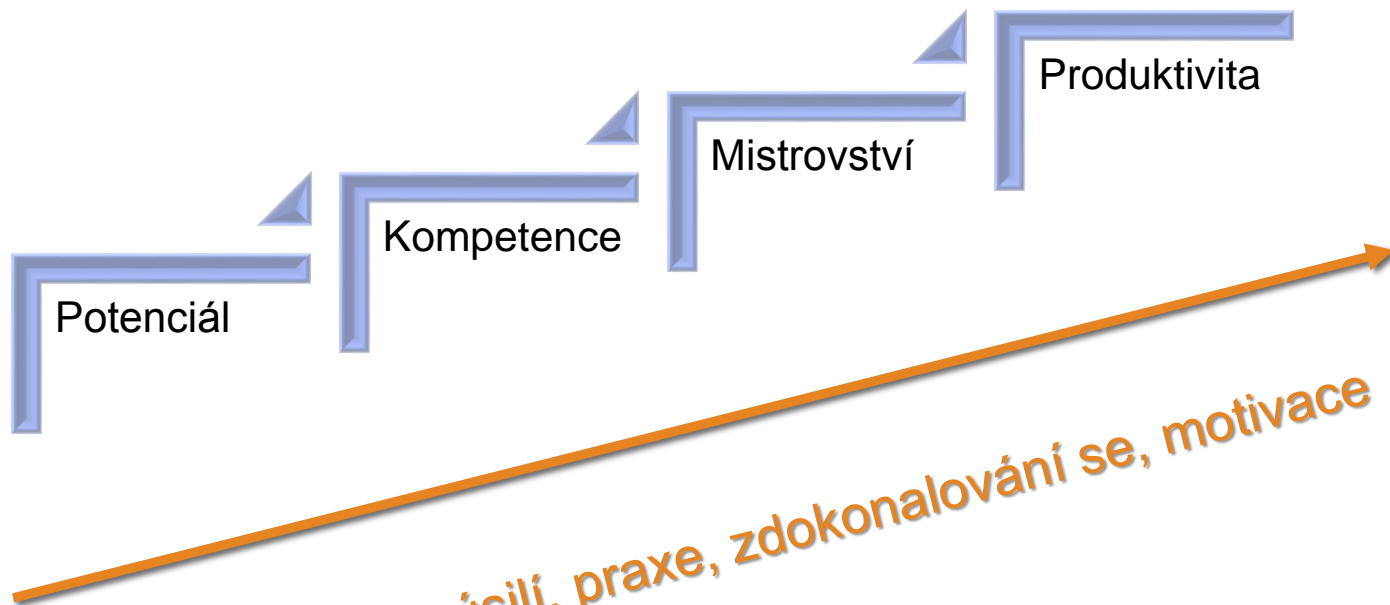 Produktivita
Mistrovství
Kompetence
Potenciál
praxe, zdokonalování se, motivace